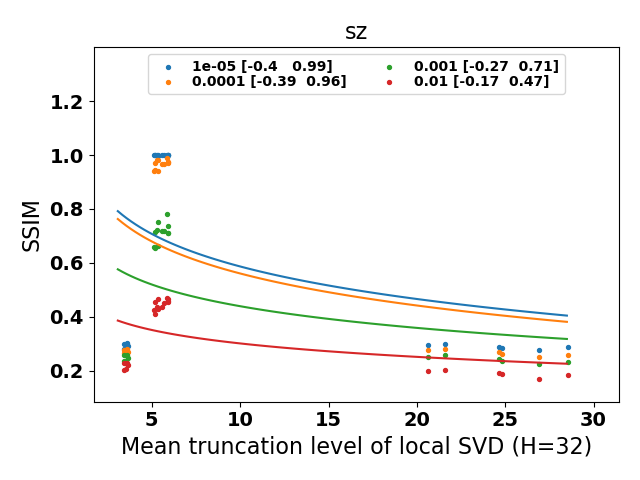 sz
1e-05 [-0.4   0.99]
0.0001 [-0.39  0.96]
0.001 [-0.27  0.71]
0.01 [-0.17  0.47]
SSIM
1.2
1.0
0.8
0.6
0.4
0.2
5 10 15 20 25 30
Mean truncation level of local SVD (H=32)